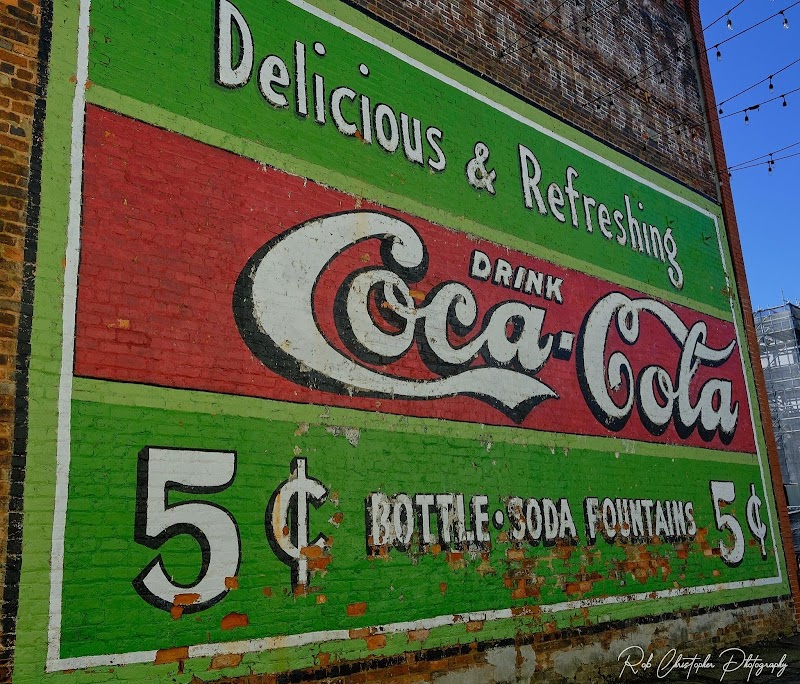 Delicious & Refreshing
DRINK
Coca-Cola
5¢ BOTTLE • SODA FOUNTAINS 5¢
Rob Christopher Photography